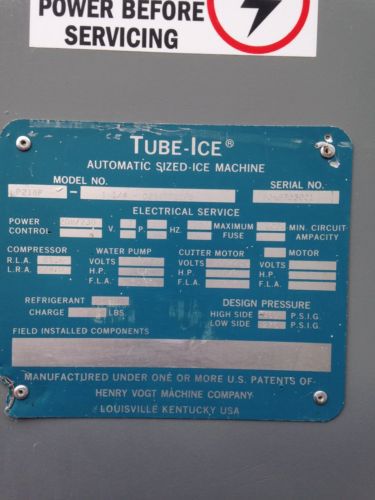 POWER BEFORE
SERVICING
TUBE-ICE®
AUTOMATIC SIZED-ICE MACHINE
MODEL NO. SERIAL NO.
ELECTRICAL SERVICE
POWER V. P. HZ. MAXIMUM MIN. CIRCUIT
CONTROL FUSE AMPACITY
COMPRESSOR WATER PUMP CUTTER MOTOR MOTOR
R.L.A. VOLTS VOLTS VOLTS
L.R.A. H.P. H.P. H.P.
F.L.A. F.L.A. F.L.A.
REFRIGERANT DESIGN PRESSURE
CHARGE LBS. HIGH SIDE P.S.I.G.
LOW SIDE P.S.I.G.
FIELD INSTALLED COMPONENTS
MANUFACTURED UNDER ONE OR MORE U.S. PATENTS OF
HENRY VOGT MACHINE COMPANY
LOUISVILLE KENTUCKY USA